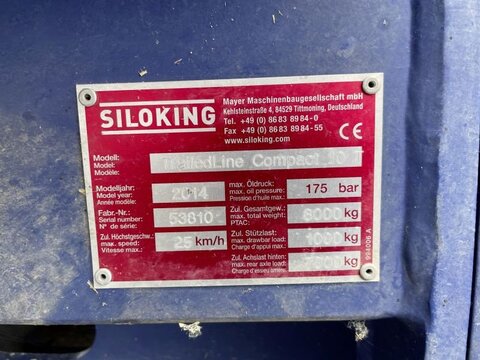 SILOKING
Mayer Maschinenbaugesellschaft mbH
Kehlsteinstraße 4, 84529 Tittmoning, Deutschland
Tel. +49 (0) 86 83 89 84-0
Fax +49 (0) 86 83 89 84-55
www.siloking.com
CE
Modell:
Model:
Modèle:
TrailedLine Compact 10
Modelljahr:
Model year:
Année modèle:
2014
max. Öldruck:
max. oil pressure:
Pression d'huile max.:
175 bar
Fabr.-Nr.:
Serial number:
N° de série:
53810
Zul. Gesamtgew.:
max. total weight:
PTAC:
8000 kg
Zul. Höchstgeschw.:
max. speed:
Vitesse max.:
25 km/h
Zul. Stützlast:
max. drawbar load:
Charge d'appui max.:
kg
Zul. Achslast hinten:
max. rear axle load:
Charge d'essieu arrière:
kg
994006 A